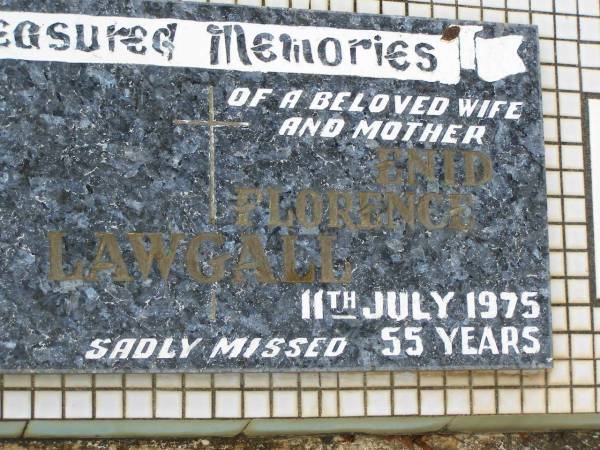 easured Memories
OF A BELOVED WIFE
AND MOTHER
ENID
FLORENCE
LAWGALL
11TH JULY 1975
SADLY MISSED 55 YEARS